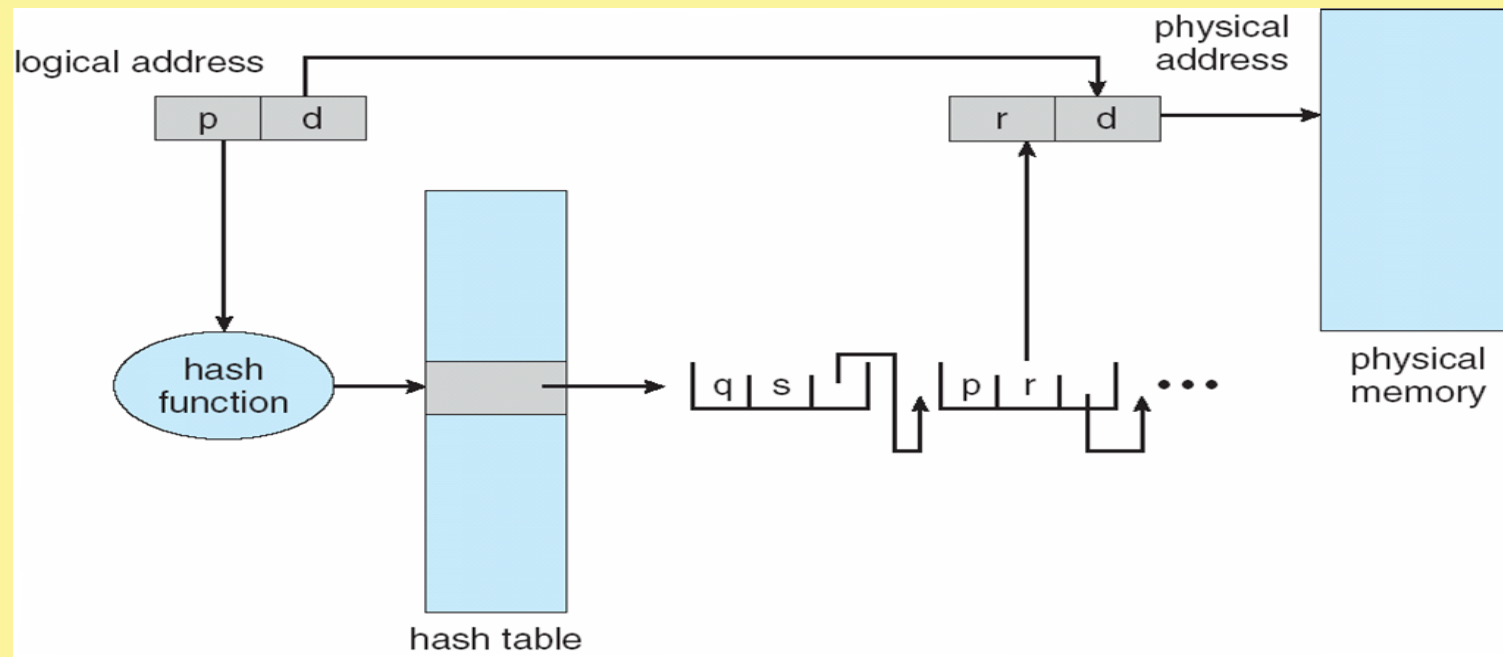 logical address
physical
address
p d
r d
hash
function
q s
p r
•••
physical
memory
hash table